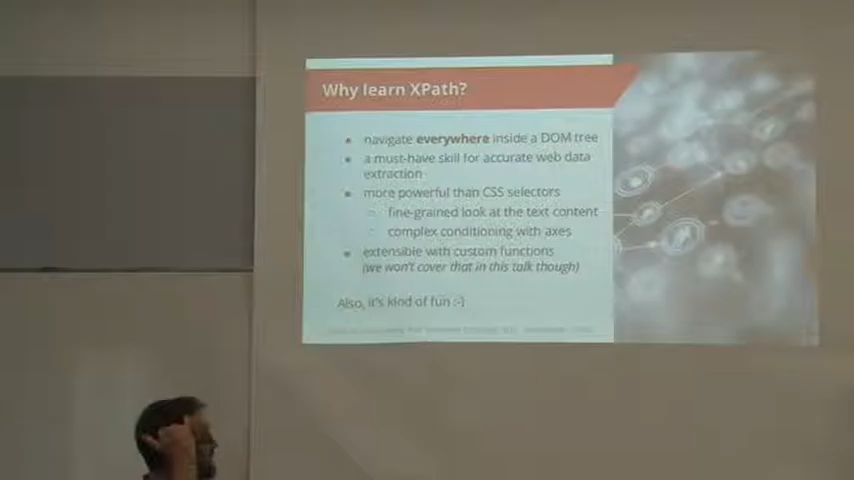 Why learn XPath?
navigate everywhere inside a DOM tree
a must-have skill for accurate web data
extraction
more powerful than CSS selectors
fine-grained look at the text content
complex conditioning with axes
extensible with custom functions
(we won't cover that in this talk though)
Also, it's kind of fun :-)